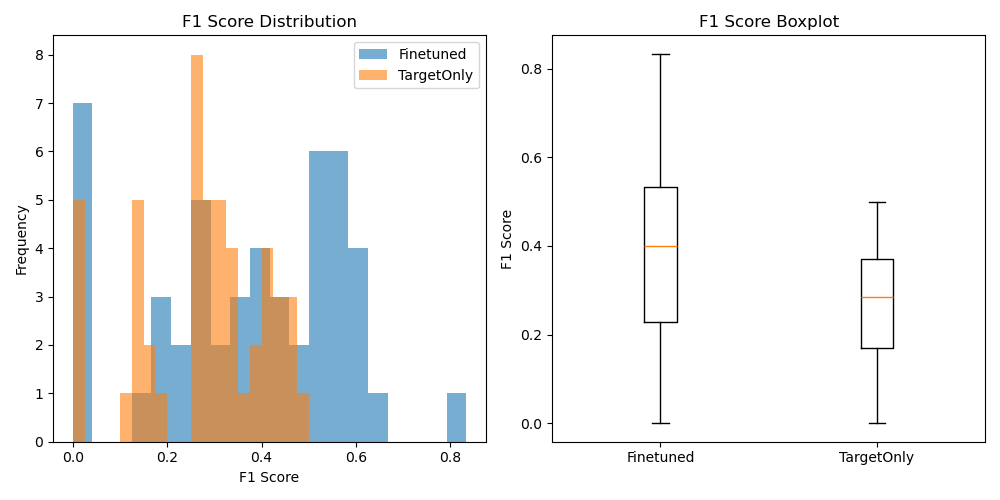 F1 Score Distribution
Finetuned
TargetOnly
8
7
6
5
4
3
2
1
0
Frequency
0.0 0.2 0.4 0.6 0.8
F1 Score
F1 Score Boxplot
0.8
0.6
0.4
0.2
0.0
F1 Score
Finetuned TargetOnly